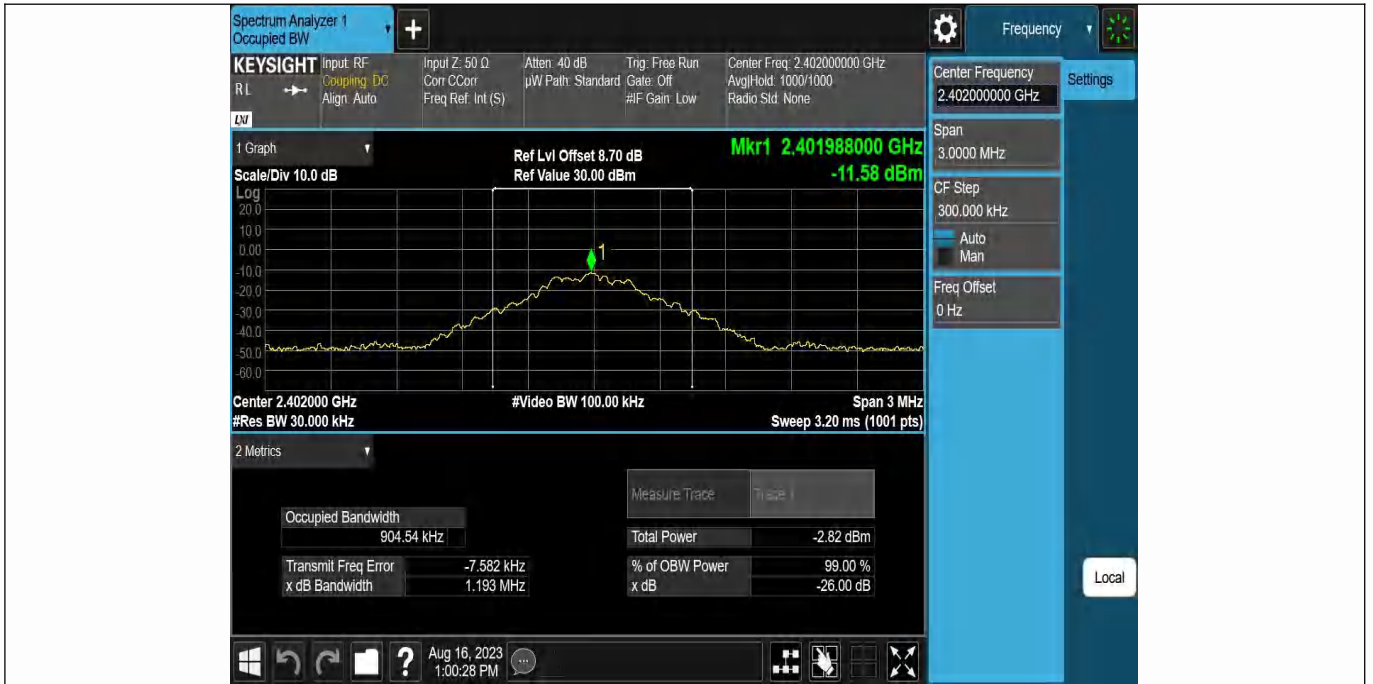 Spectrum Analyzer 1
Occupied BW
+
Frequency
KEYSIGHT
R L
LXI
Input: RF
Coupling: DC
Align: Auto
Input Z: 50 Ω
Corr CCorr
Freq Ref: Int (S)
Atten: 40 dB
µW Path: Standard
Trig: Free Run
Gate: Off
#IF Gain: Low
Center Freq: 2.402000000 GHz
Avg|Hold: 1000/1000
Radio Std: None
Center Frequency
2.402000000 GHz
Settings
Span
3.0000 MHz
CF Step
300.000 kHz
Auto
Man
Freq Offset
0 Hz
1 Graph
Scale/Div 10.0 dB
Ref Lvl Offset 8.70 dB
Ref Value 30.00 dBm
Mkr1 2.401988000 GHz
-11.58 dBm
Log
20.0
10.0
0.00
-10.0
-20.0
-30.0
-40.0
-50.0
-60.0
1
Center 2.402000 GHz
#Video BW 100.00 kHz
Span 3 MHz
#Res BW 30.000 kHz
Sweep 3.20 ms (1001 pts)
2 Metrics
Measure Trace
Trace 1
Occupied Bandwidth
904.54 kHz
Total Power
-2.82 dBm
Transmit Freq Error
-7.582 kHz
% of OBW Power
99.00 %
x dB Bandwidth
1.193 MHz
x dB
-26.00 dB
Local
?
Aug 16, 2023
1:00:28 PM